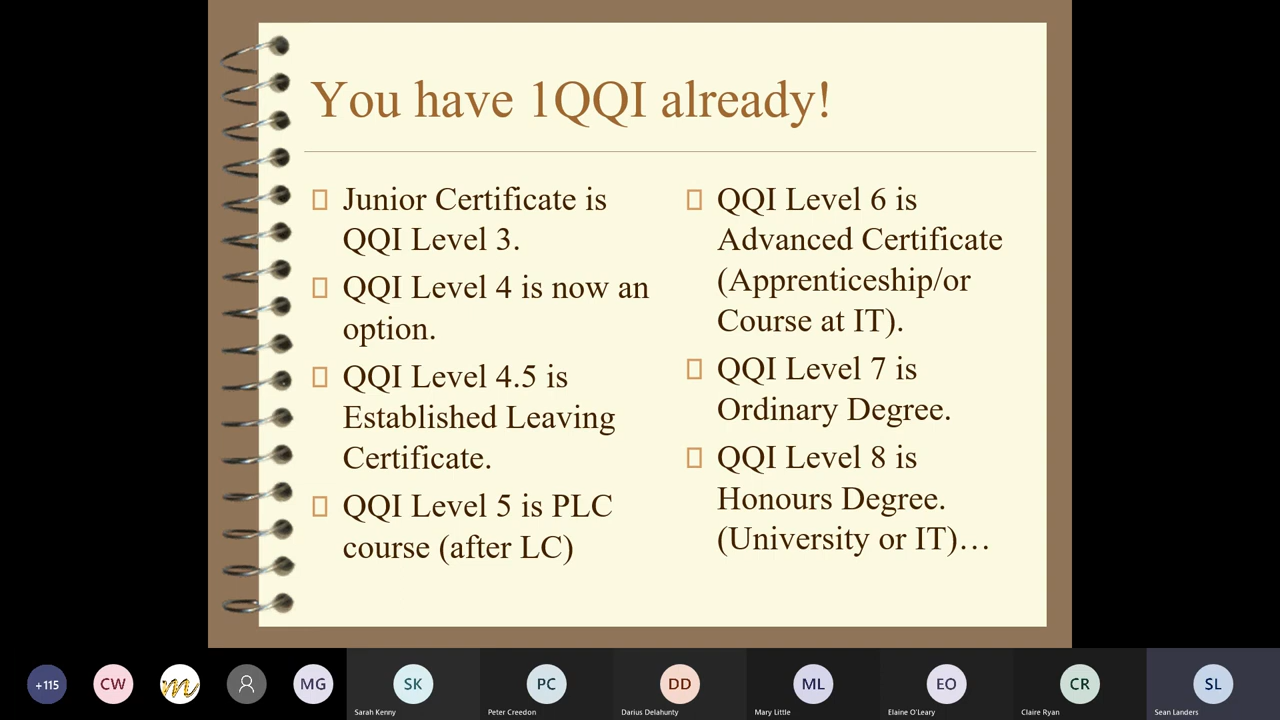 You have 1QQI already!
Junior Certificate is
QQI Level 3.
QQI Level 4 is now an
option.
QQI Level 4.5 is
Established Leaving
Certificate.
QQI Level 5 is PLC
course (after LC)
QQI Level 6 is
Advanced Certificate
(Apprenticeship/or
Course at IT).
QQI Level 7 is
Ordinary Degree.
QQI Level 8 is
Honours Degree.
(University or IT)…
+115
CW
m
MG
SK
Sarah Kenny
PC
Peter Creedon
DD
Darius Delahunty
ML
Mary Little
EO
Elaine O'Leary
CR
Claire Ryan
SL
Sean Landers